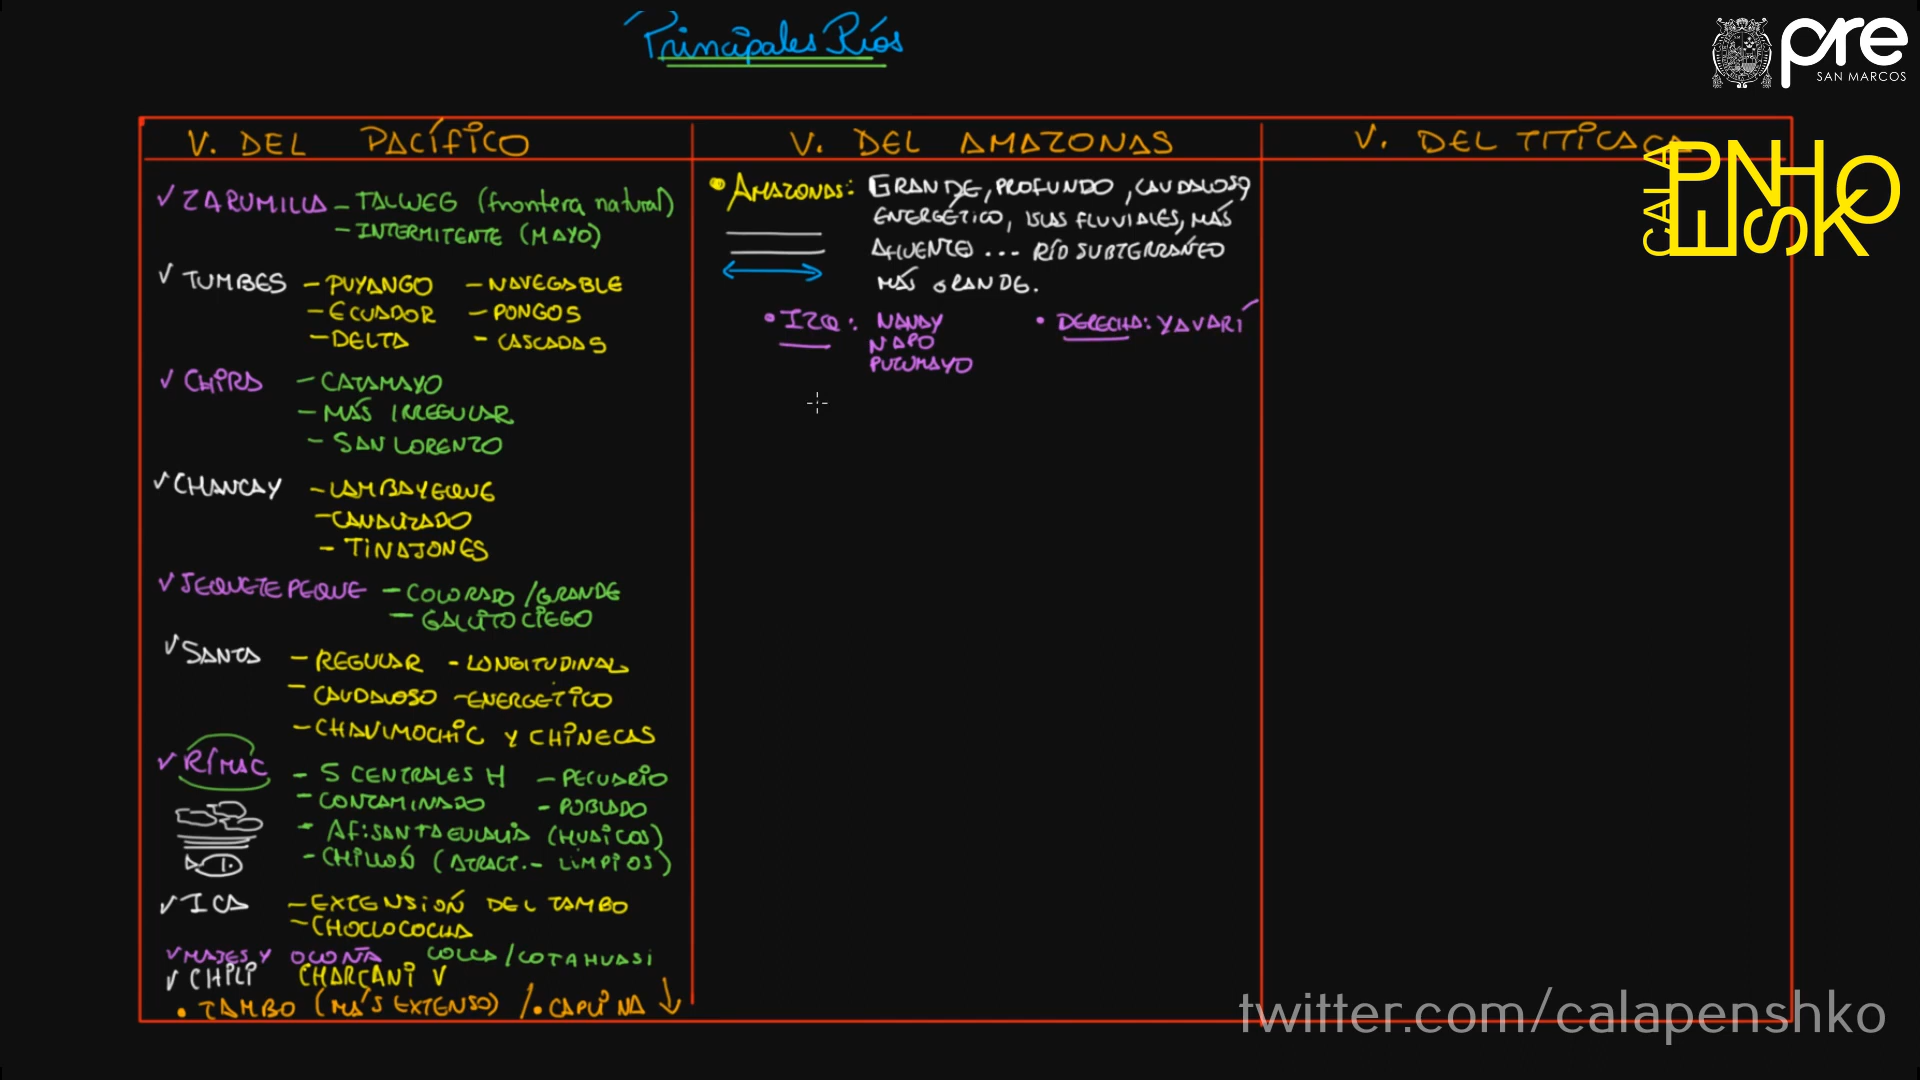 Principales Ríos
pre
SAN MARCOS
V. DEL PACÍFICO
V. DEL AMAZONAS
V. DEL TITICACA
CALA
PENSHKO
✓ ZARUMILLA – TALWEG (frontera natural)
– INTERMITENTE (MAYO)
✓ TUMBES – PUYANGO – NAVEGABLE
– ECUADOR – PONGOS
– DELTA – CASCADAS
✓ CHIRA – CATAMAYO
– MÁS IRREGULAR
– SAN LORENZO
✓ CHANCAY – LAMBAYEQUE
– CANALIZADO
– TINAJONES
✓ JEQUETEPEQUE – COLORADO / GRANDE
– GALLITO CIEGO
✓ SANTA – REGULAR – LONGITUDINAL
– CAUDALOSO – ENERGÉTICO
– CHAVIMOCHIC Y CHINECAS
✓ RÍMAC – 5 CENTRALES H – PECUARIO
– CONTAMINADO – POBLADO
– AF: SANTA EULALIA (HUAICOS)
– CHILLÓN (ATRACT. – LIMPIOS)
✓ ICA – EXTENSIÓN DEL TAMBO
– CHOCLOCOCHA
✓ MAJES Y OCOÑA COLCA / COTAHUASI
✓ CHILI CHARCANI V
• TAMBO (MÁS EXTENSO) / • CAPLINA ↓
• AMAZONAS: GRANDE, PROFUNDO, CAUDALOSO,
ENERGÉTICO, ISLAS FLUVIALES, MÁS
AFLUENTES ... RÍO SUBTERRÁNEO
MÁS GRANDE.
• IZQ: NANAY
NAPO
PUTUMAYO
• DERECHA: YAVARÍ
twitter.com/calapenshko